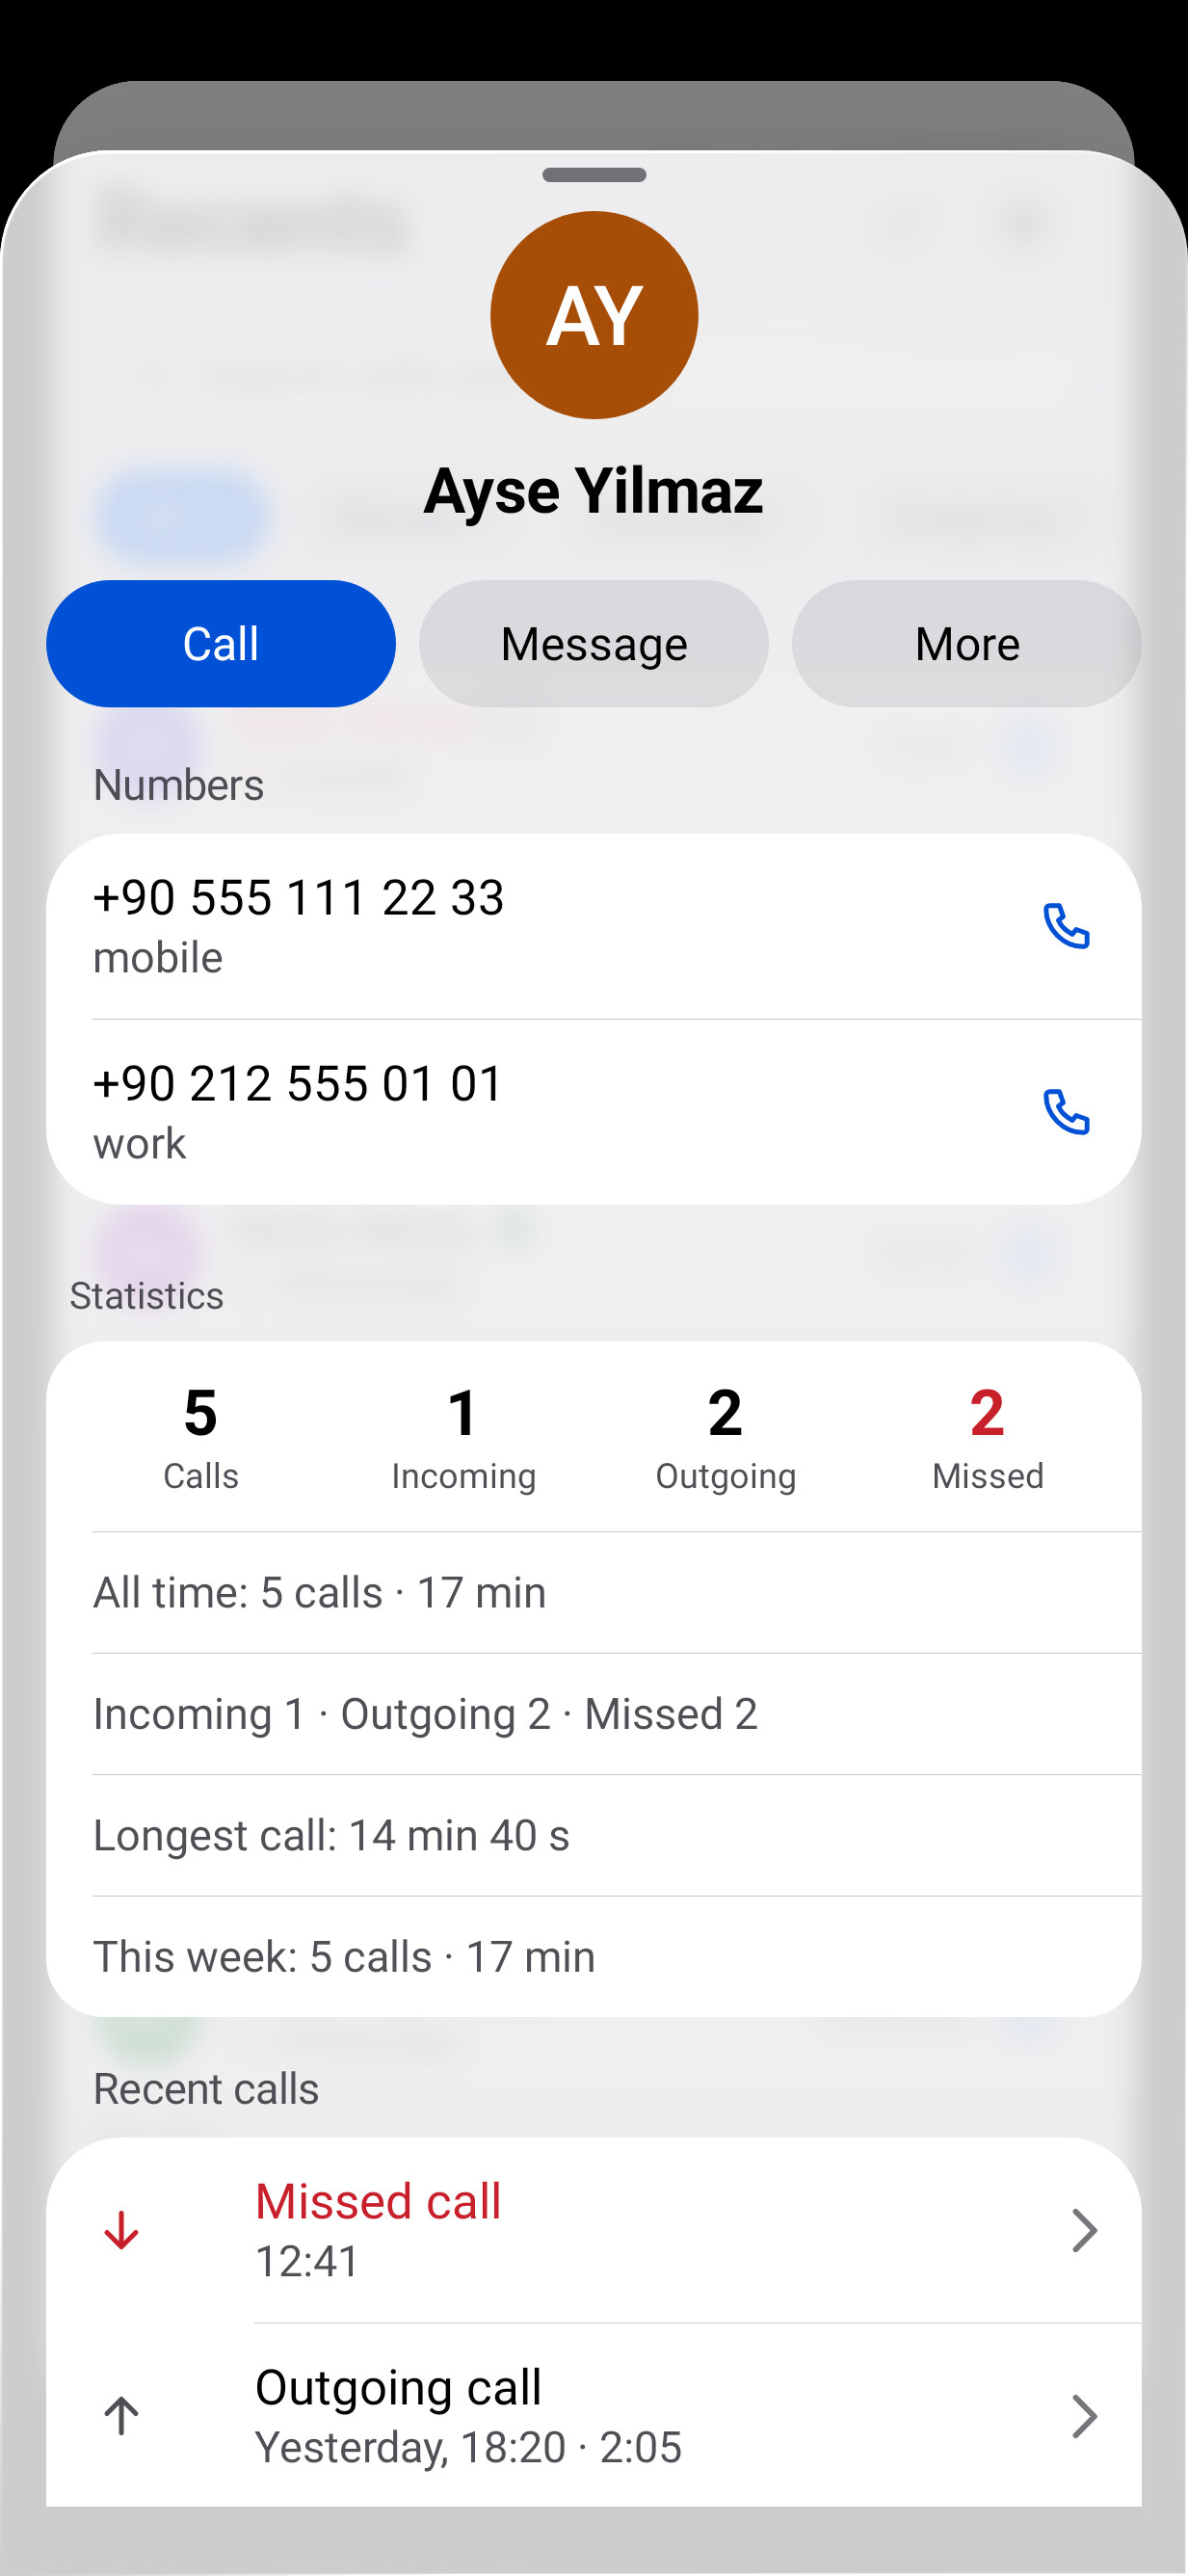 AY
Ayse Yilmaz
Call
Message
More
Numbers
+90 555 111 22 33
mobile
+90 212 555 01 01
work
Statistics
5
Calls
1
Incoming
2
Outgoing
2
Missed
All time: 5 calls · 17 min
Incoming 1 · Outgoing 2 · Missed 2
Longest call: 14 min 40 s
This week: 5 calls · 17 min
Recent calls
Missed call
12:41
Outgoing call
Yesterday, 18:20 · 2:05